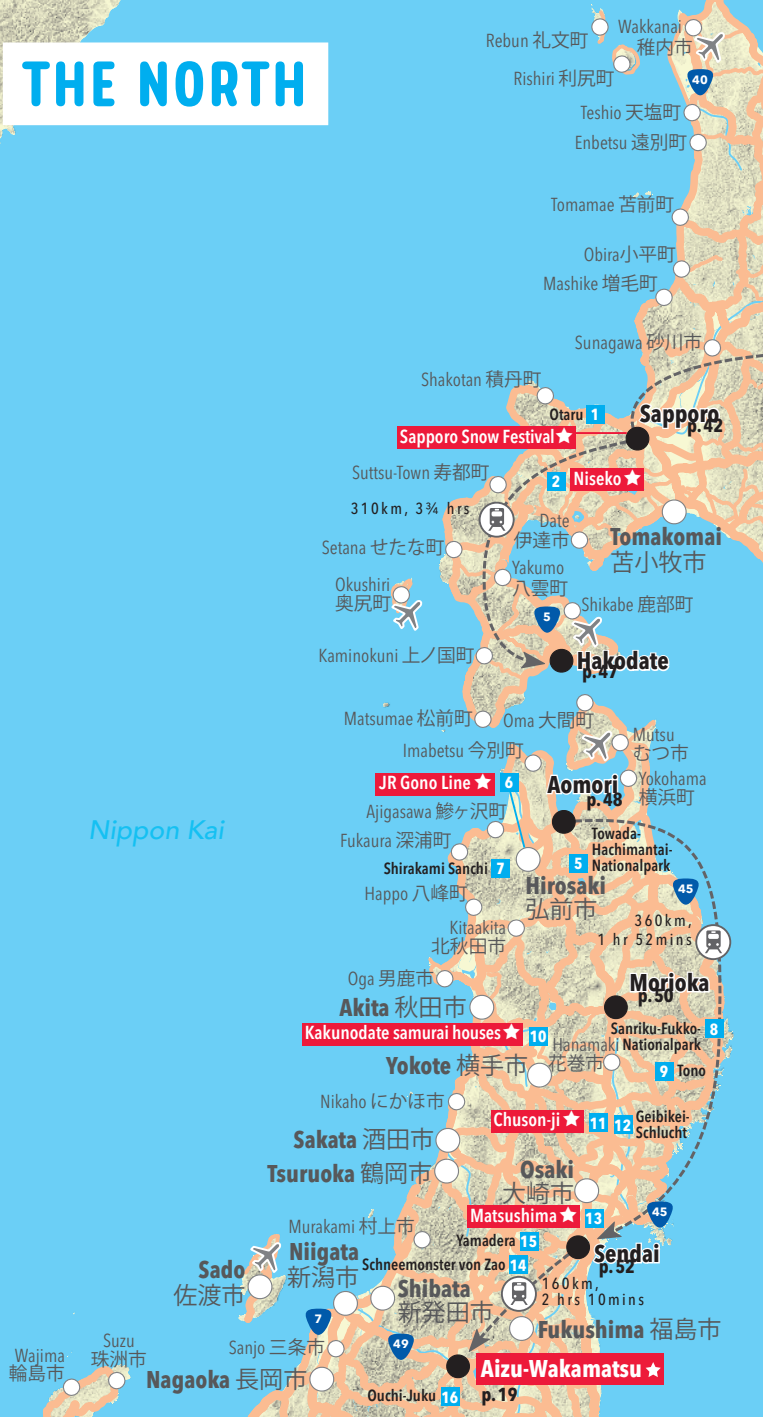 THE NORTH
Rebun 礼文町
Wakkanai
稚内市
Rishiri 利尻町
40
Teshio 天塩町
Enbetsu 遠別町
Tomamae 苫前町
Obira小平町
Mashike 増毛町
Sunagawa 砂川市
Shakotan 積丹町
Otaru 1
Sapporo
p.42
Sapporo Snow Festival
Suttsu-Town 寿都町
2 Niseko
310km, 3¾ hrs
Date
伊達市
Tomakomai
苫小牧市
Setana せたな町
Yakumo
八雲町
Okushiri
奥尻町
5
Shikabe 鹿部町
Kaminokuni 上ノ国町
Hakodate
p.47
Matsumae 松前町
Oma 大間町
Mutsu
むつ市
Imabetsu 今別町
JR Gono Line 6
Aomori
p.48
Yokohama
横浜町
Ajigasawa 鰺ヶ沢町
Nippon Kai
Fukaura 深浦町
Towada-
Hachimantai-
Nationalpark
5
Shirakami Sanchi 7
Hirosaki
弘前市
Happo 八峰町
45
Kitaakita
北秋田市
360km,
1 hr 52mins
Oga 男鹿市
Morioka
p.50
Akita 秋田市
Kakunodate samurai houses 10
Sanriku-Fukko-
Nationalpark
8
Hanamaki
花巻市
Yokote 横手市
9 Tono
Nikaho にかほ市
Chuson-ji 11
12 Geibikei-
Schlucht
Sakata 酒田市
Tsuruoka 鶴岡市
Osaki
大崎市
Matsushima 13
45
Murakami 村上市
Yamadera 15
Sendai
p.52
Niigata
新潟市
Schneemonster von Zao 14
Sado
佐渡市
Shibata
新発田市
160km,
2 hrs 10mins
7
Fukushima 福島市
Sanjo 三条市
49
Suzu
珠洲市
Wajima
輪島市
Nagaoka 長岡市
Aizu-Wakamatsu
Ouchi-Juku 16
p.19